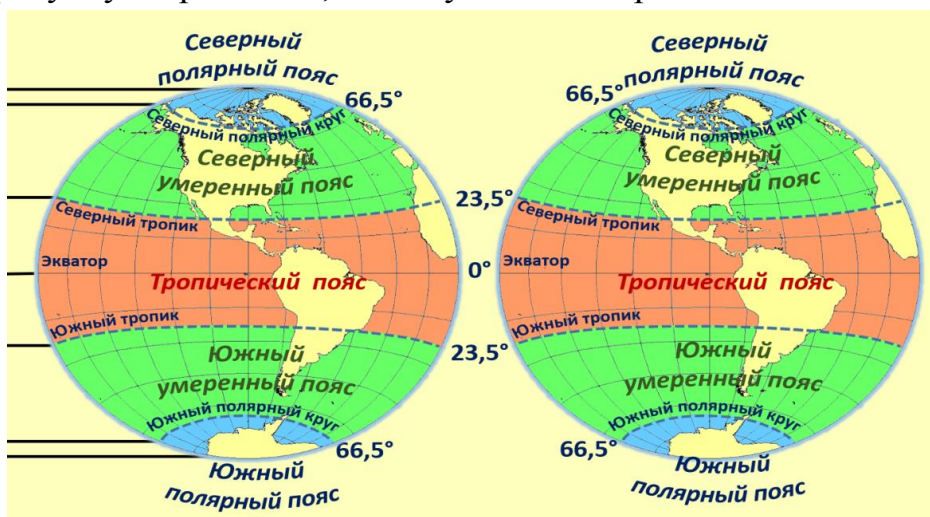 Северный
полярный пояс
66,5°
Северный полярный круг
Северный
умеренный пояс
23,5°
Северный тропик
Экватор
0°
Тропический пояс
Южный тропик
23,5°
Южный
умеренный пояс
Южный полярный круг
66,5°
Южный
полярный пояс
Северный
полярный пояс
66,5°
Северный полярный круг
Северный
умеренный пояс
Северный тропик
Экватор
Тропический пояс
Южный тропик
Южный
умеренный пояс
Южный полярный круг
66,5°
Южный
полярный пояс